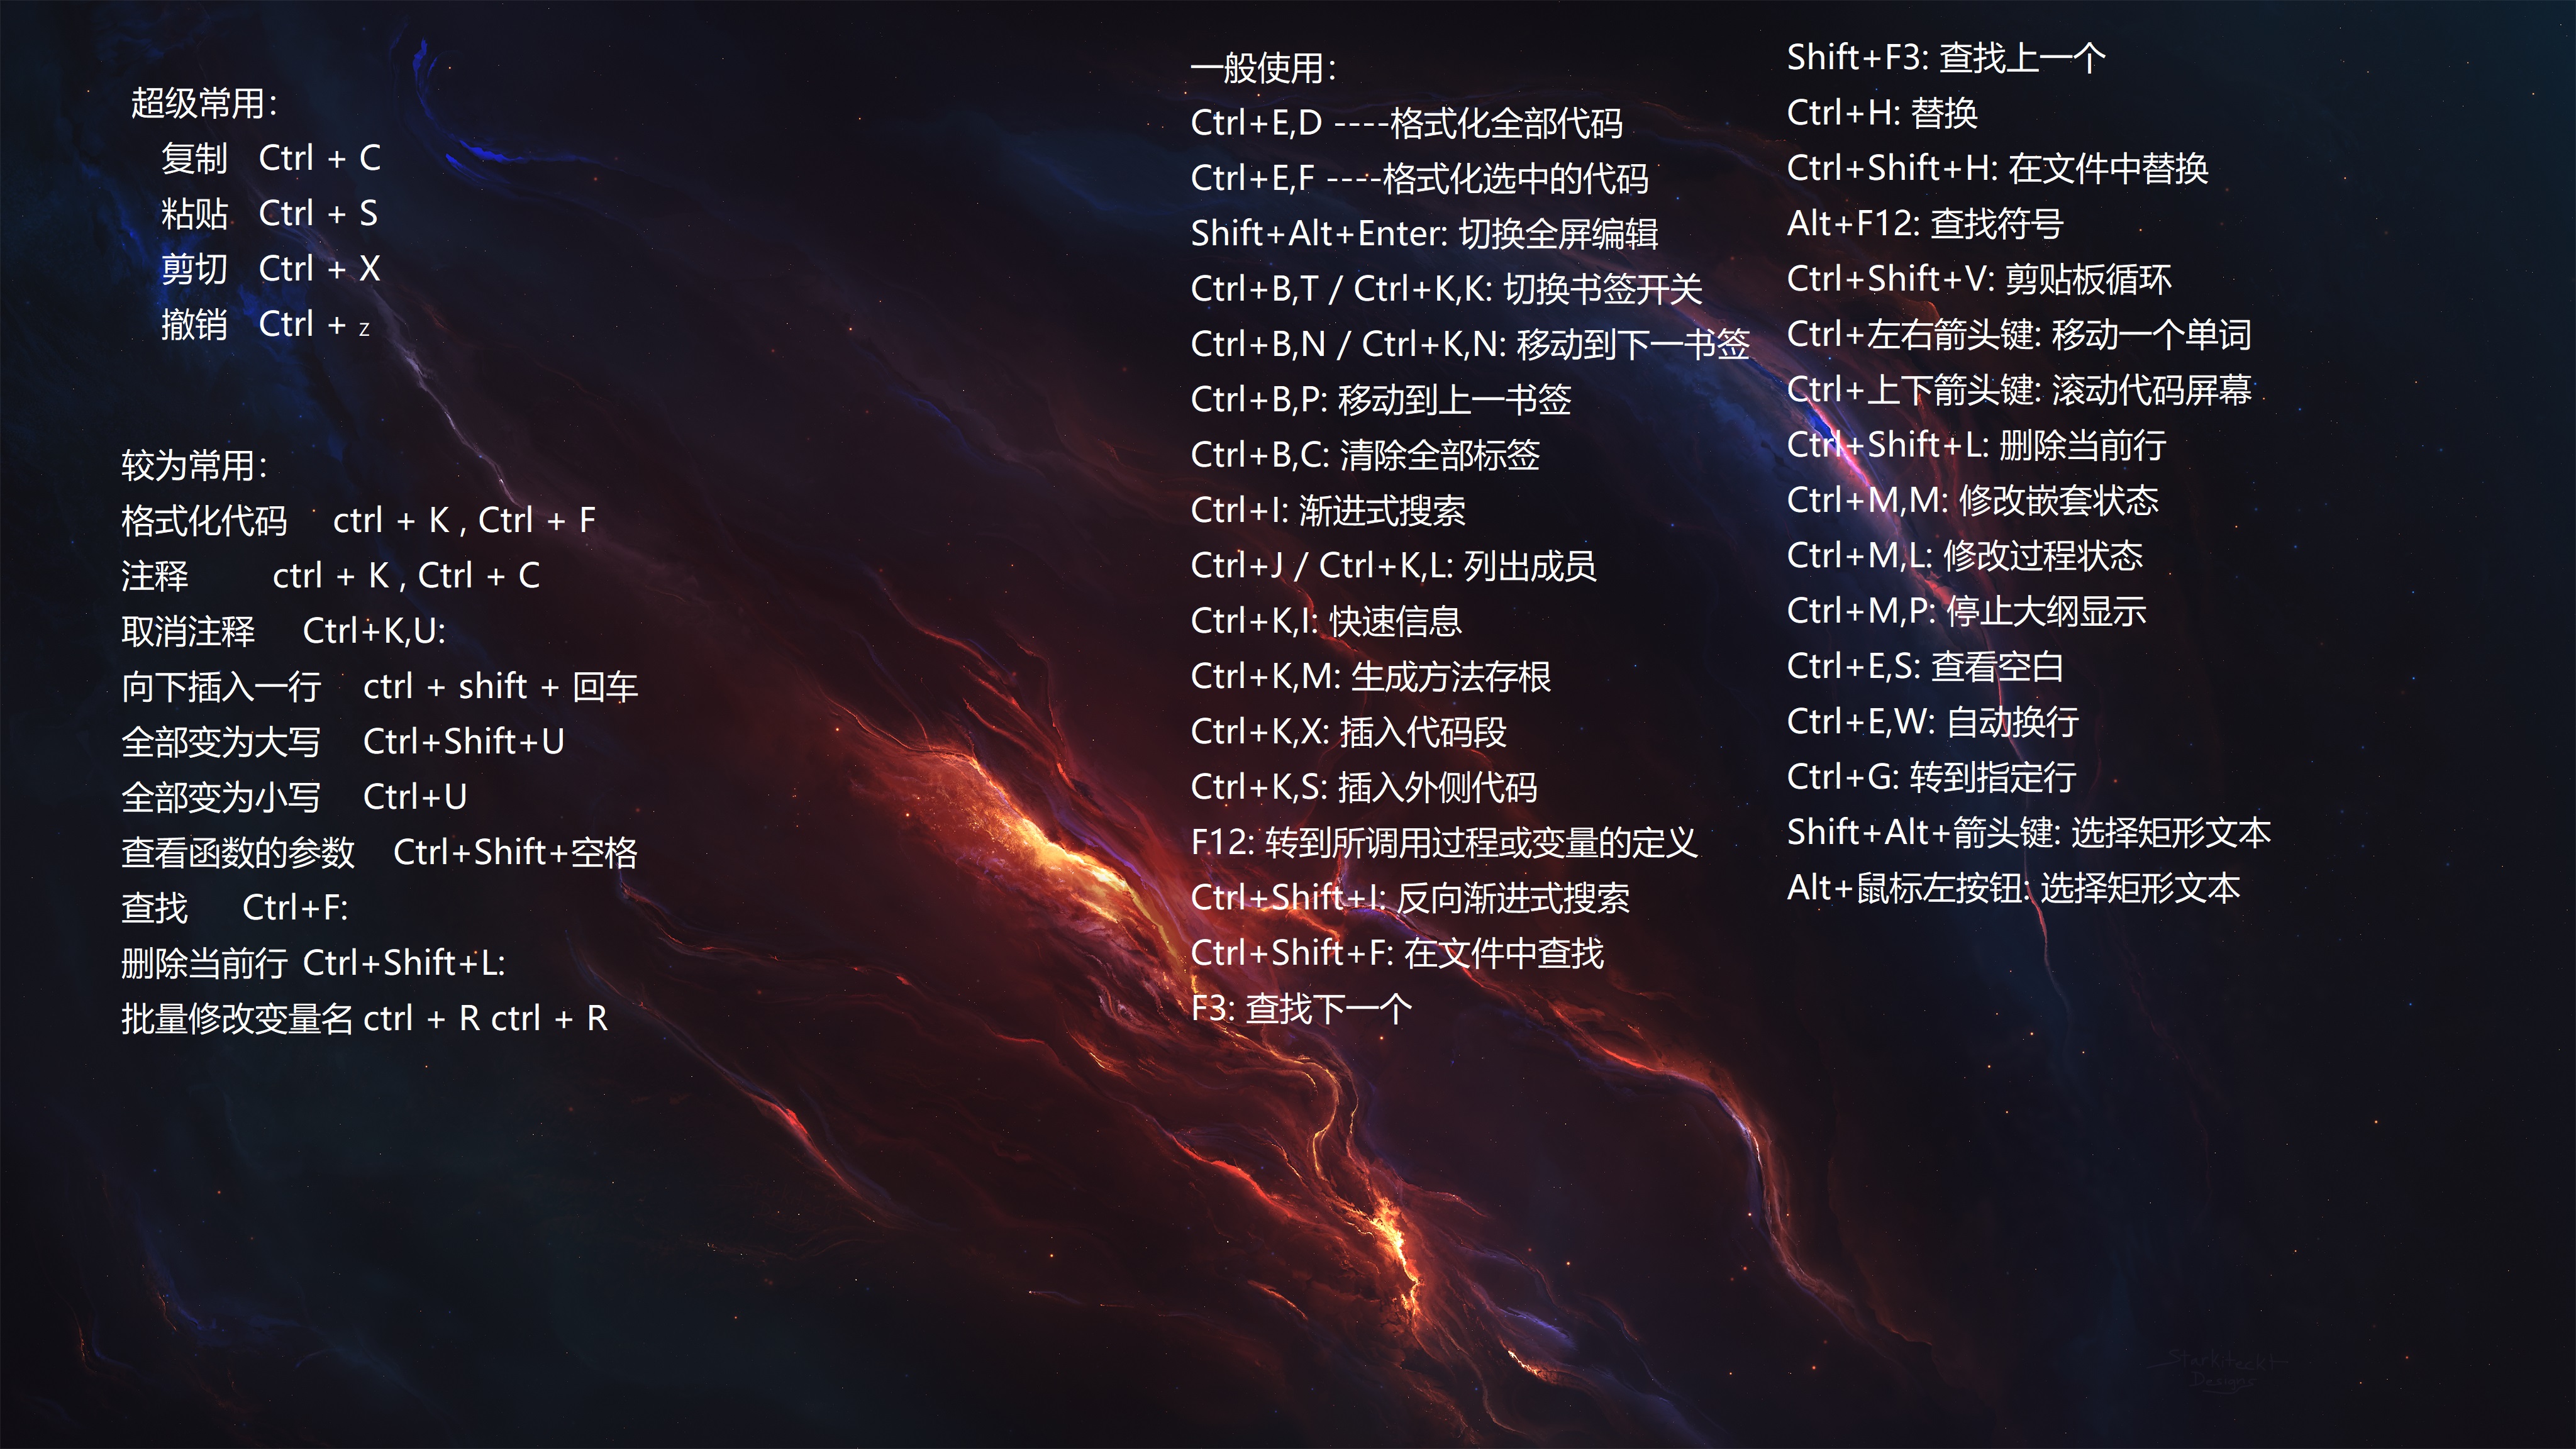 超级常用：
复制 Ctrl + C
粘贴 Ctrl + S
剪切 Ctrl + X
撤销 Ctrl + z
较为常用：
格式化代码 ctrl + K , Ctrl + F
注释 ctrl + K , Ctrl + C
取消注释 Ctrl+K,U:
向下插入一行 ctrl + shift + 回车
全部变为大写 Ctrl+Shift+U
全部变为小写 Ctrl+U
查看函数的参数 Ctrl+Shift+空格
查找 Ctrl+F:
删除当前行 Ctrl+Shift+L:
批量修改变量名 ctrl + R ctrl + R
一般使用：
Ctrl+E,D ----格式化全部代码
Ctrl+E,F ----格式化选中的代码
Shift+Alt+Enter: 切换全屏编辑
Ctrl+B,T / Ctrl+K,K: 切换书签开关
Ctrl+B,N / Ctrl+K,N: 移动到下一书签
Ctrl+B,P: 移动到上一书签
Ctrl+B,C: 清除全部标签
Ctrl+I: 渐进式搜索
Ctrl+J / Ctrl+K,L: 列出成员
Ctrl+K,I: 快速信息
Ctrl+K,M: 生成方法存根
Ctrl+K,X: 插入代码段
Ctrl+K,S: 插入外侧代码
F12: 转到所调用过程或变量的定义
Ctrl+Shift+I: 反向渐进式搜索
Ctrl+Shift+F: 在文件中查找
F3: 查找下一个
Shift+F3: 查找上一个
Ctrl+H: 替换
Ctrl+Shift+H: 在文件中替换
Alt+F12: 查找符号
Ctrl+Shift+V: 剪贴板循环
Ctrl+左右箭头键: 移动一个单词
Ctrl+上下箭头键: 滚动代码屏幕
Ctrl+Shift+L: 删除当前行
Ctrl+M,M: 修改嵌套状态
Ctrl+M,L: 修改过程状态
Ctrl+M,P: 停止大纲显示
Ctrl+E,S: 查看空白
Ctrl+E,W: 自动换行
Ctrl+G: 转到指定行
Shift+Alt+箭头键: 选择矩形文本
Alt+鼠标左按钮: 选择矩形文本
Starkiteckt
Designs